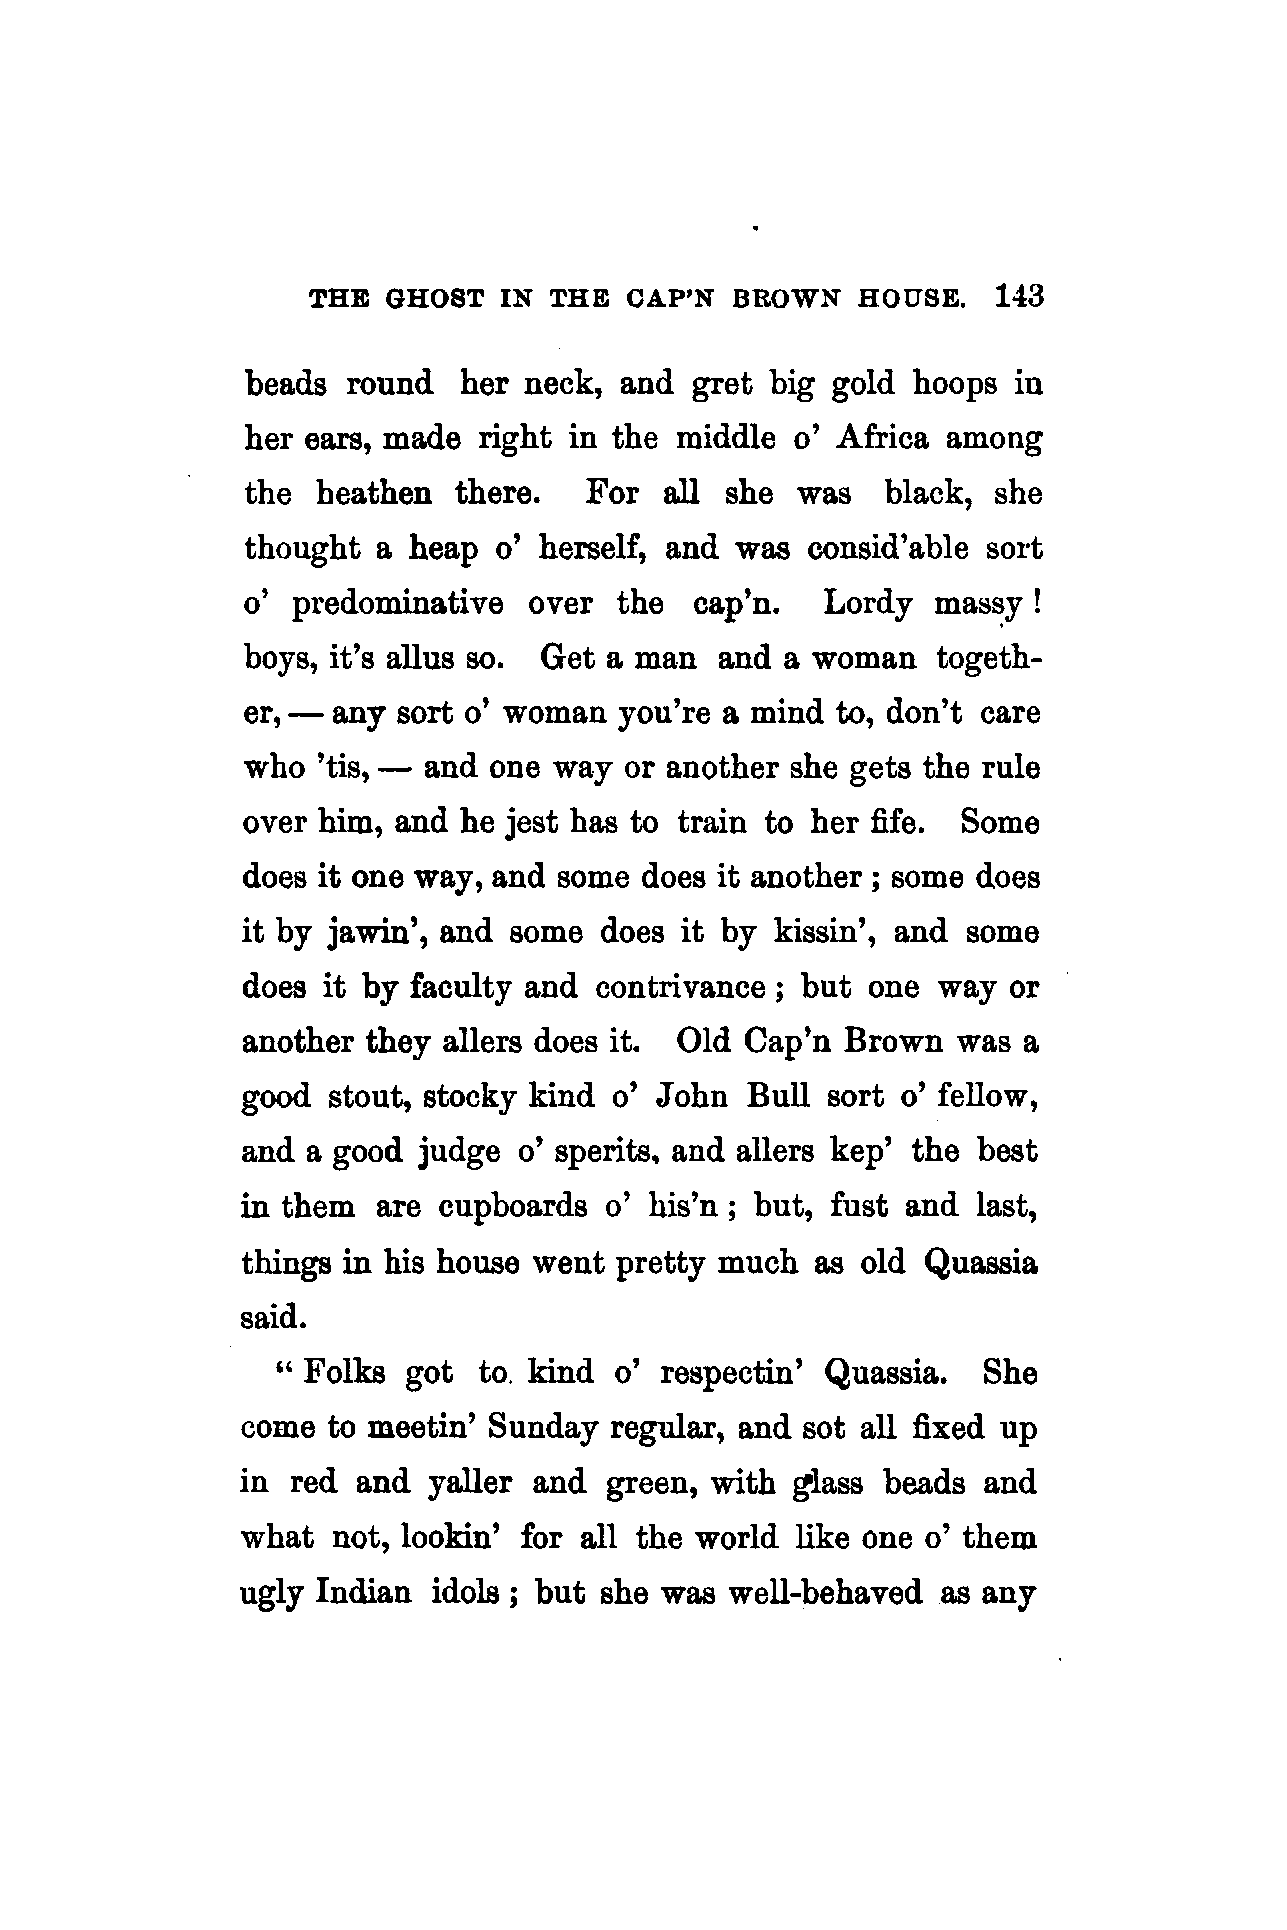 THE GHOST IN THE CAP'N BROWN HOUSE. 143
beads round her neck, and gret big gold hoops in
her ears, made right in the middle o' Africa among
the heathen there. For all she was black, she
thought a heap o' herself, and was consid'able sort
o' predominative over the cap'n. Lordy massy!
boys, it's allus so. Get a man and a woman togeth-
er, — any sort o' woman you're a mind to, don't care
who 'tis, — and one way or another she gets the rule
over him, and he jest has to train to her fife. Some
does it one way, and some does it another; some does
it by jawin', and some does it by kissin', and some
does it by faculty and contrivance; but one way or
another they allers does it. Old Cap'n Brown was a
good stout, stocky kind o' John Bull sort o' fellow,
and a good judge o' sperits, and allers kep' the best
in them are cupboards o' his'n; but, fust and last,
things in his house went pretty much as old Quassia
said.
" Folks got to kind o' respectin' Quassia. She
come to meetin' Sunday regular, and sot all fixed up
in red and yaller and green, with glass beads and
what not, lookin' for all the world like one o' them
ugly Indian idols; but she was well-behaved as any